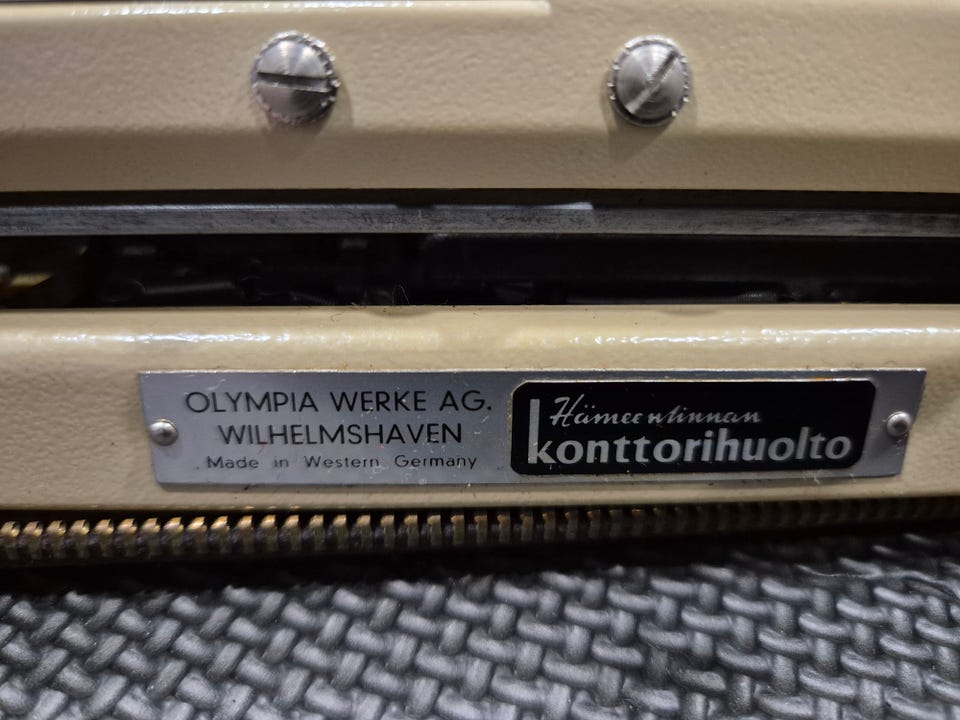 OLYMPIA WERKE AG.
WILHELMSHAVEN
Made in Western Germany
Hämeenlinnan
konttorihuolto